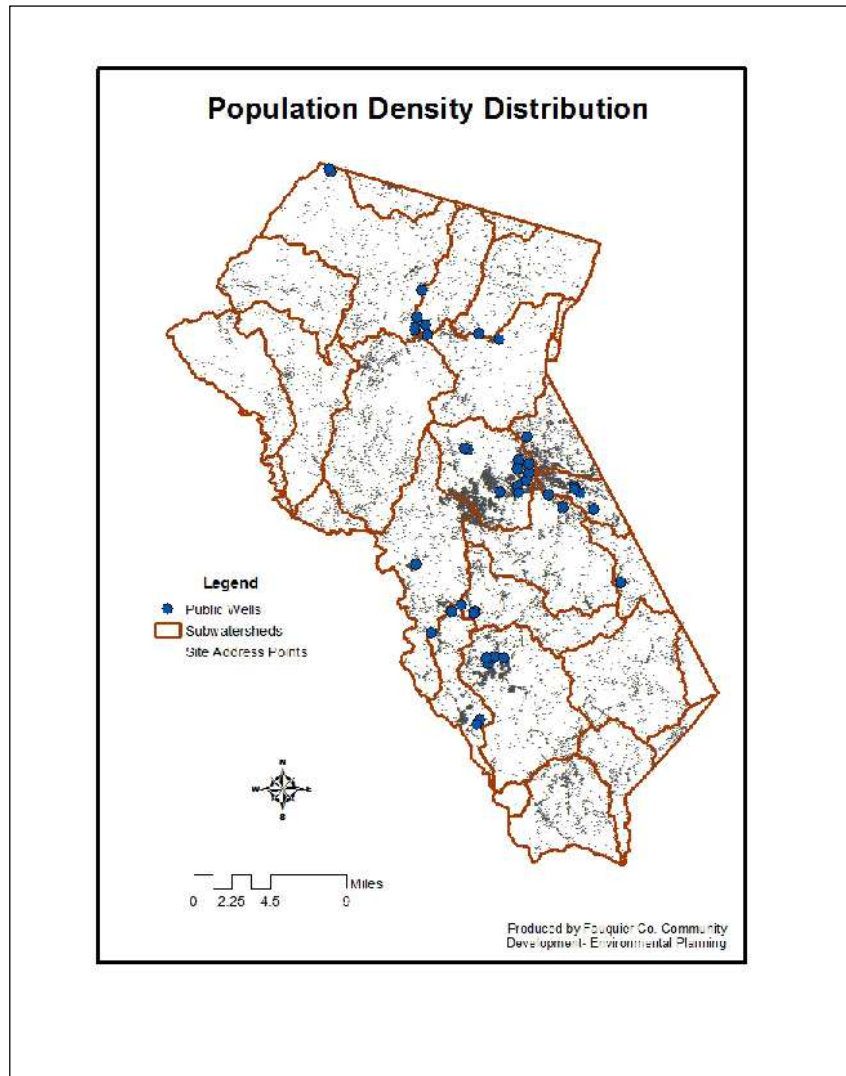 Population Density Distribution
Legend
Public Wells
Subwatersheds
Site Address Points
N
W E
S
Miles
0 2.25 4.5 9
Produced by Fauquier Co. Community
Development- Environmental Planning